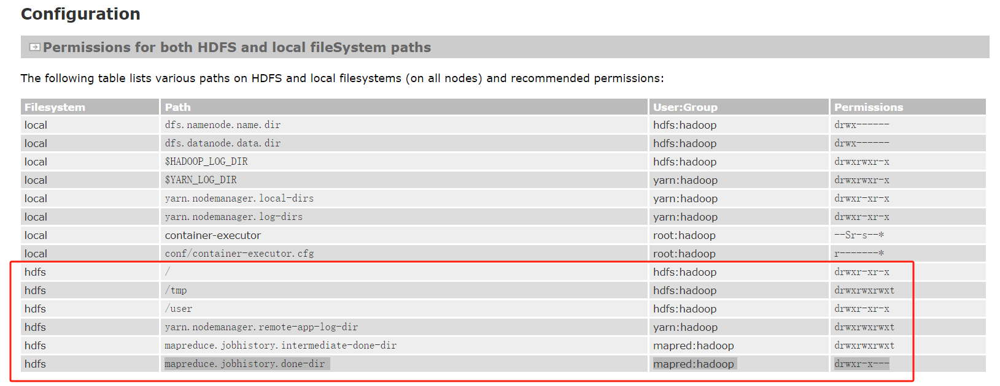 Configuration
Permissions for both HDFS and local fileSystem paths
The following table lists various paths on HDFS and local filesystems (on all nodes) and recommended permissions:
Filesystem Path User:Group Permissions
local dfs.namenode.name.dir hdfs:hadoop drwx------
local dfs.datanode.data.dir hdfs:hadoop drwx------
local $HADOOP_LOG_DIR hdfs:hadoop drwxrwxr-x
local $YARN_LOG_DIR yarn:hadoop drwxrwxr-x
local yarn.nodemanager.local-dirs yarn:hadoop drwxr-xr-x
local yarn.nodemanager.log-dirs yarn:hadoop drwxr-xr-x
local container-executor root:hadoop --Sr-s--*
local conf/container-executor.cfg root:hadoop r-------*
hdfs / hdfs:hadoop drwxr-xr-x
hdfs /tmp hdfs:hadoop drwxrwxrwxt
hdfs /user hdfs:hadoop drwxr-xr-x
hdfs yarn.nodemanager.remote-app-log-dir yarn:hadoop drwxrwxrwxt
hdfs mapreduce.jobhistory.intermediate-done-dir mapred:hadoop drwxrwxrwxt
hdfs mapreduce.jobhistory.done-dir mapred:hadoop drwxr-x---